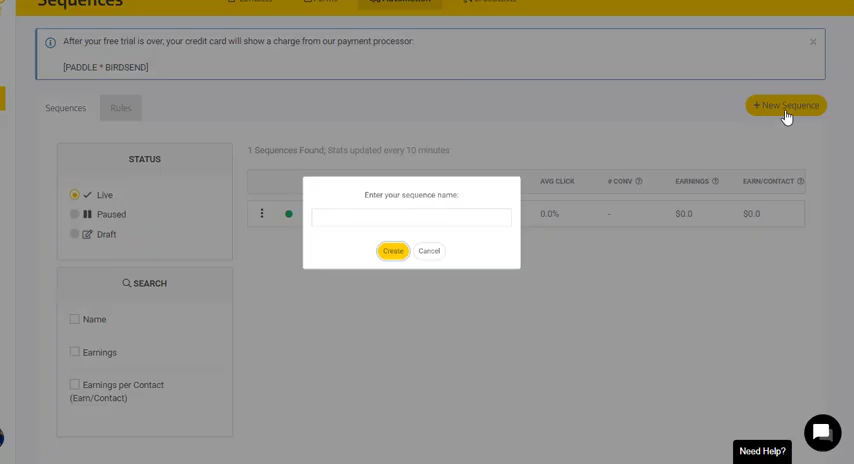 Sequences
Automation
After your free trial is over, your credit card will show a charge from our payment processor:
[PADDLE * BIRDSEND]
Sequences
Rules
+ New Sequence
STATUS
Live
Paused
Draft
1 Sequences Found; Stats updated every 10 minutes
AVG CLICK
# CONV
EARNINGS
EARN/CONTACT
0.0%
-
$0.0
$0.0
Enter your sequence name:
Create
Cancel
SEARCH
Name
Earnings
Earnings per Contact
(Earn/Contact)
Need Help?